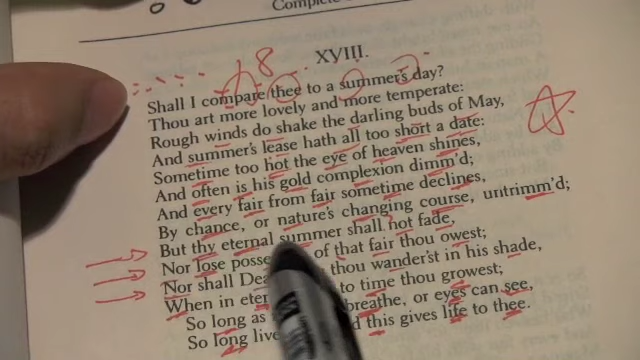 Complete
XVIII.
18
Shall I compare thee to a summer's day?
Thou art more lovely and more temperate:
Rough winds do shake the darling buds of May,
And summer's lease hath all too short a date:
Sometime too hot the eye of heaven shines,
And often is his gold complexion dimm'd;
And every fair from fair sometime declines,
By chance, or nature's changing course, untrimm'd;
But thy eternal summer shall not fade,
Nor lose of that fair thou owest;
Nor shall thou wander'st in his shade,
When in to time thou growest;
So long as breathe, or eyes can see,
So long this gives life to thee.